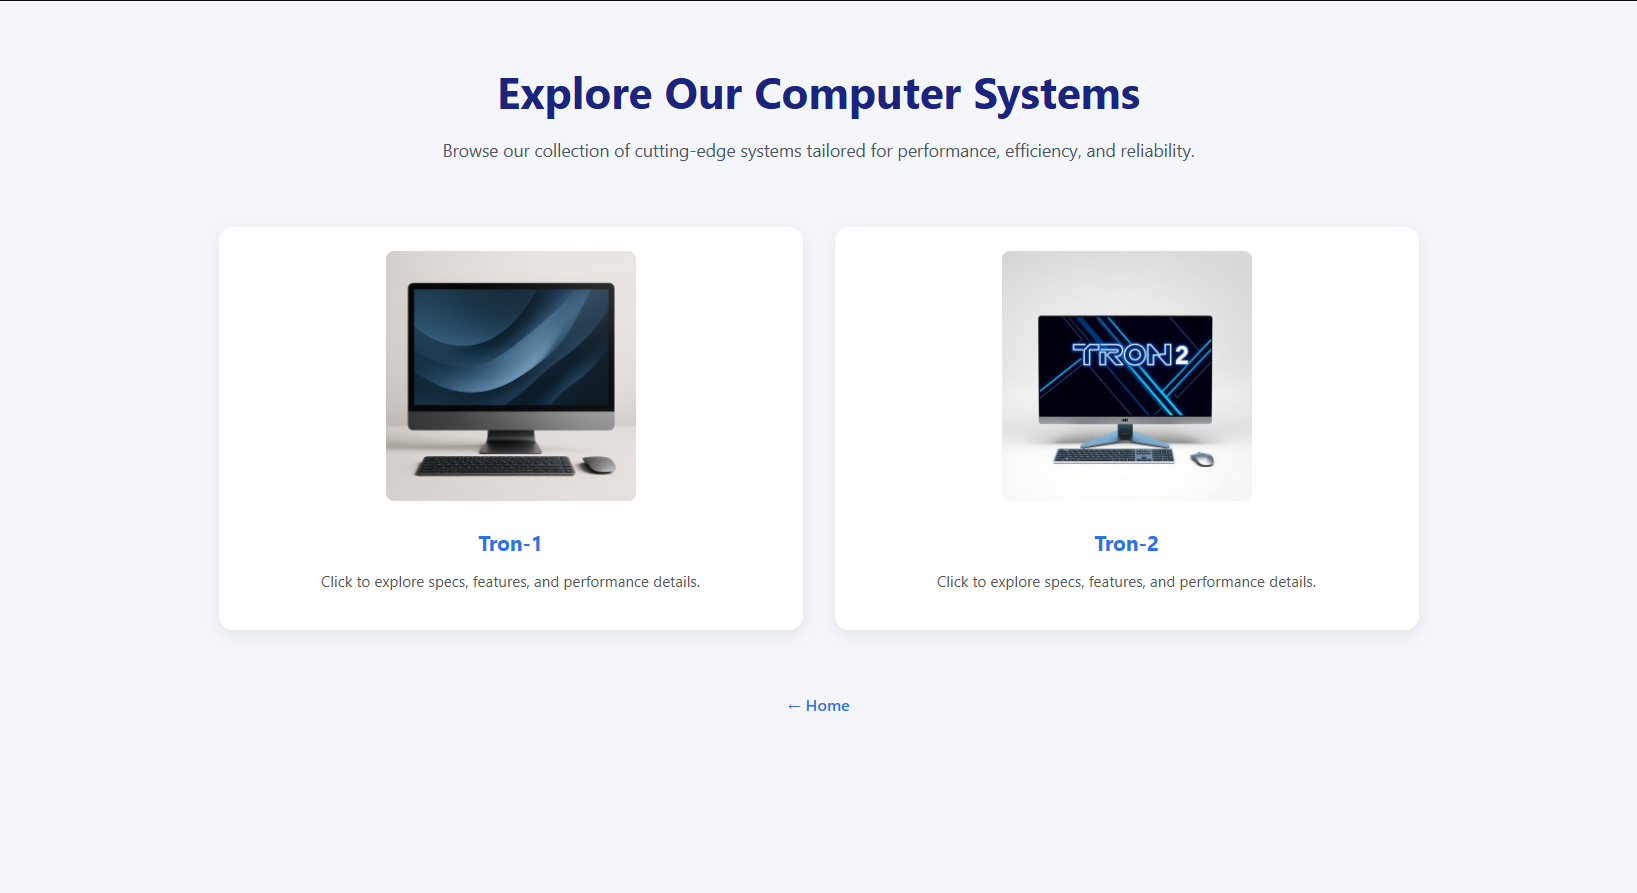 Explore Our Computer Systems
Browse our collection of cutting-edge systems tailored for performance, efficiency, and reliability.
TRON 2
Tron-1
Tron-2
Click to explore specs, features, and performance details.
Click to explore specs, features, and performance details.
← Home